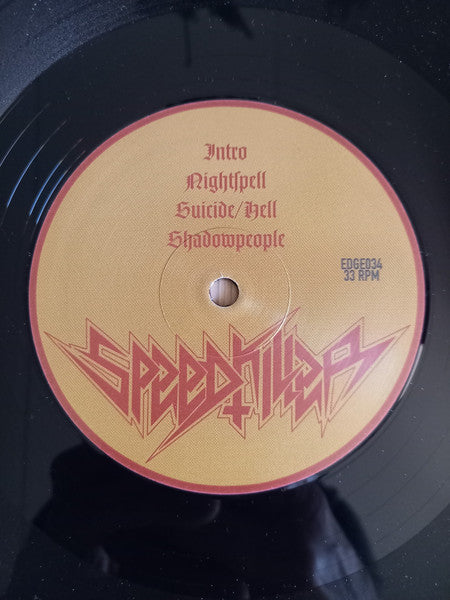 Intro
Nightſpell
Suicide/Hell
Shadowpeople
EDGE034
33 RPM
SPEEDKILLER